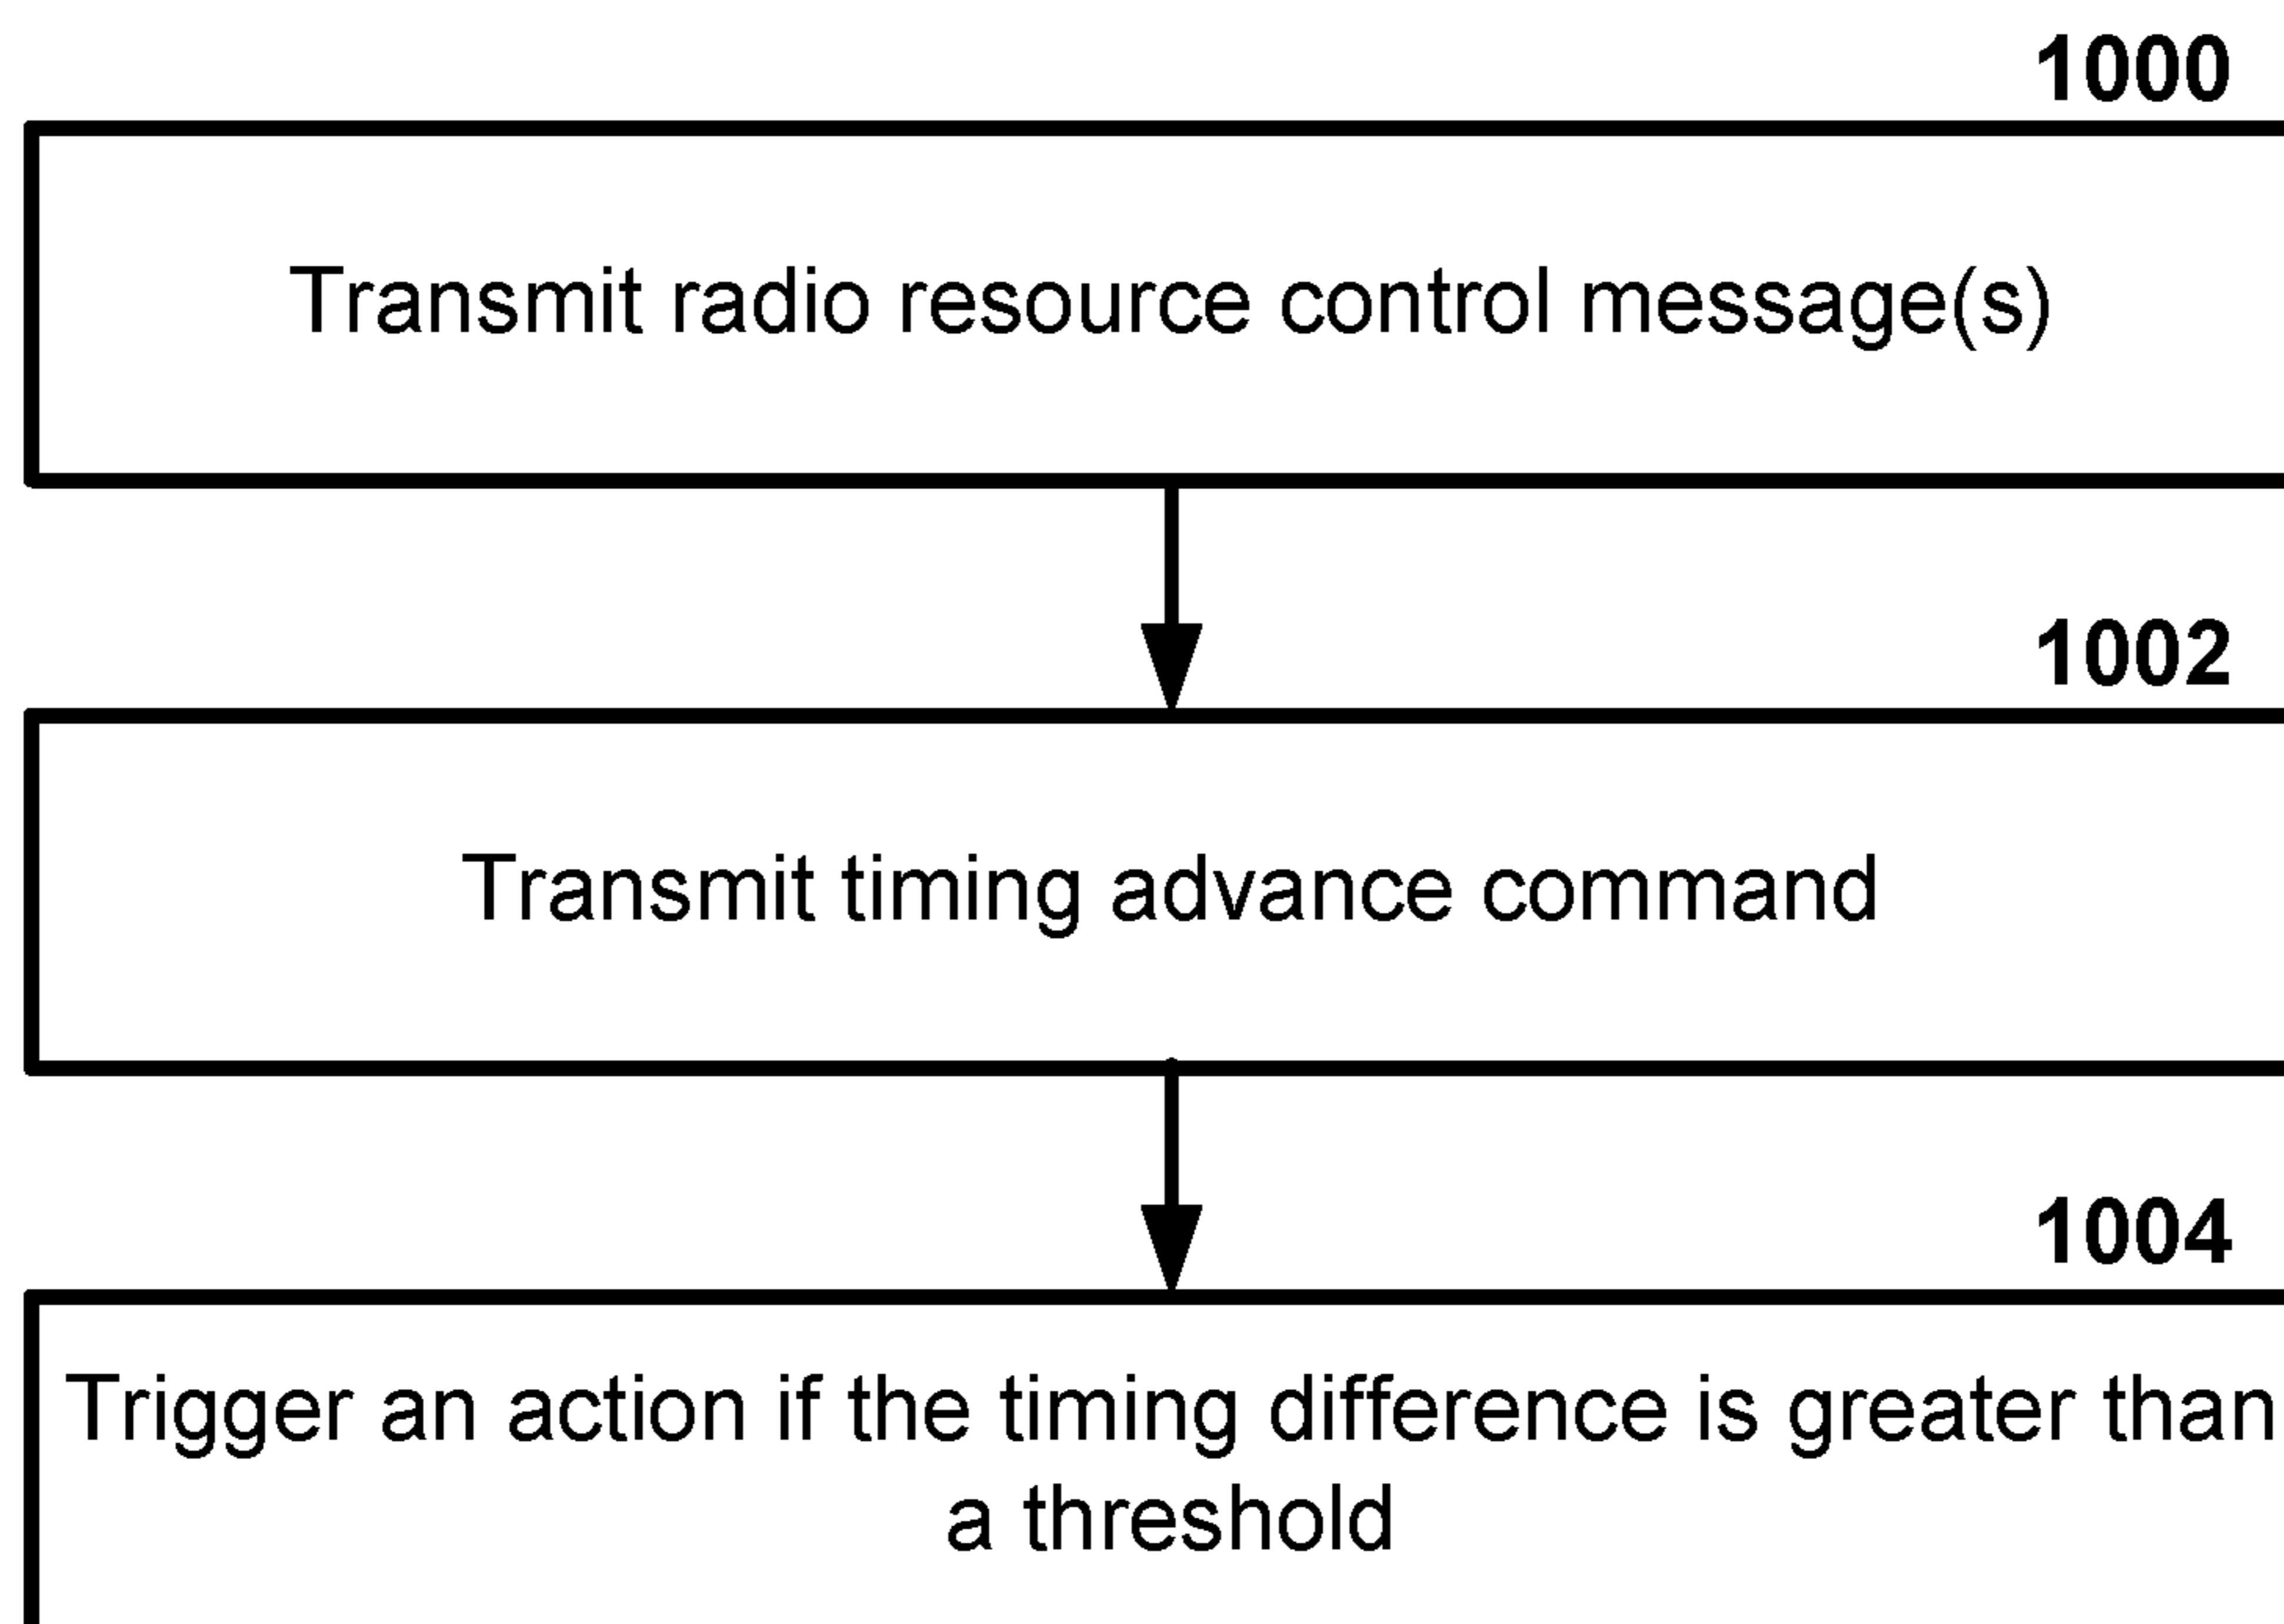 1000
Transmit radio resource control message(s)
1002
Transmit timing advance command
1004
Trigger an action if the timing difference is greater than
a threshold